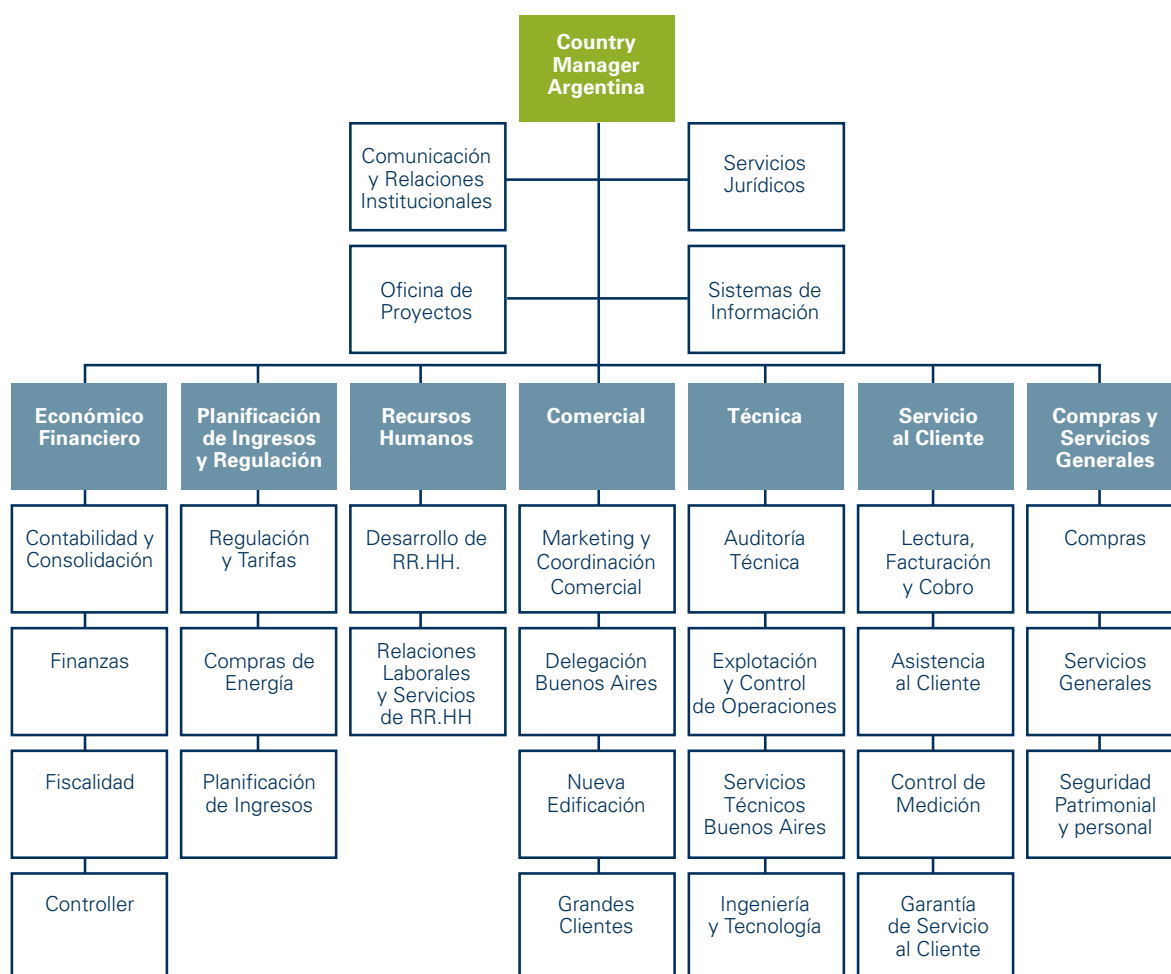 Country
Manager
Argentina
Comunicación
y Relaciones
Institucionales
Servicios
Jurídicos
Oficina de
Proyectos
Sistemas de
Información
Económico
Financiero
Planificación
de Ingresos
y Regulación
Recursos
Humanos
Comercial
Técnica
Servicio
al Cliente
Compras y
Servicios
Generales
Contabilidad y
Consolidación
Regulación
y Tarifas
Desarrollo de
RR.HH.
Marketing y
Coordinación
Comercial
Auditoría
Técnica
Lectura,
Facturación
y Cobro
Compras
Finanzas
Compras de
Energía
Relaciones
Laborales
y Servicios
de RR.HH
Delegación
Buenos Aires
Explotación
y Control
de Operaciones
Asistencia
al Cliente
Servicios
Generales
Fiscalidad
Planificación
de Ingresos
Nueva
Edificación
Servicios
Técnicos
Buenos Aires
Control de
Medición
Seguridad
Patrimonial
y personal
Controller
Grandes
Clientes
Ingeniería
y Tecnología
Garantía
de Servicio
al Cliente